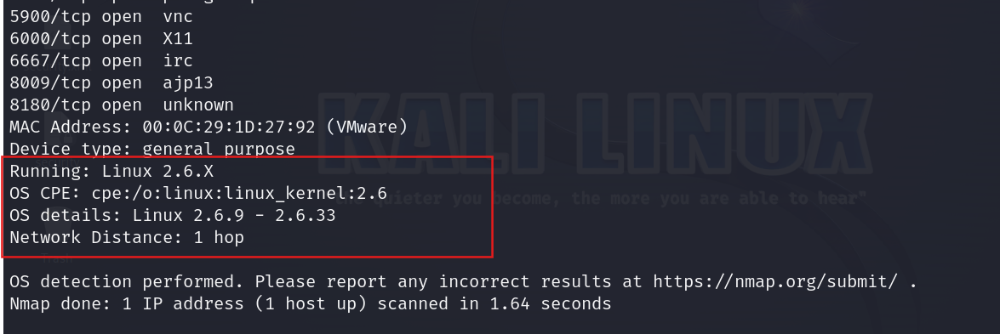 5900/tcp open  vnc
6000/tcp open  X11
6667/tcp open  irc
8009/tcp open  ajp13
8180/tcp open  unknown
MAC Address: 00:0C:29:1D:27:92 (VMware)
Device type: general purpose
Running: Linux 2.6.X
OS CPE: cpe:/o:linux:linux_kernel:2.6
OS details: Linux 2.6.9 - 2.6.33
Network Distance: 1 hop
OS detection performed. Please report any incorrect results at https://nmap.org/submit/ .
Nmap done: 1 IP address (1 host up) scanned in 1.64 seconds
KALI LINUX
"the quieter you become, the more you are able to hear"
Trash